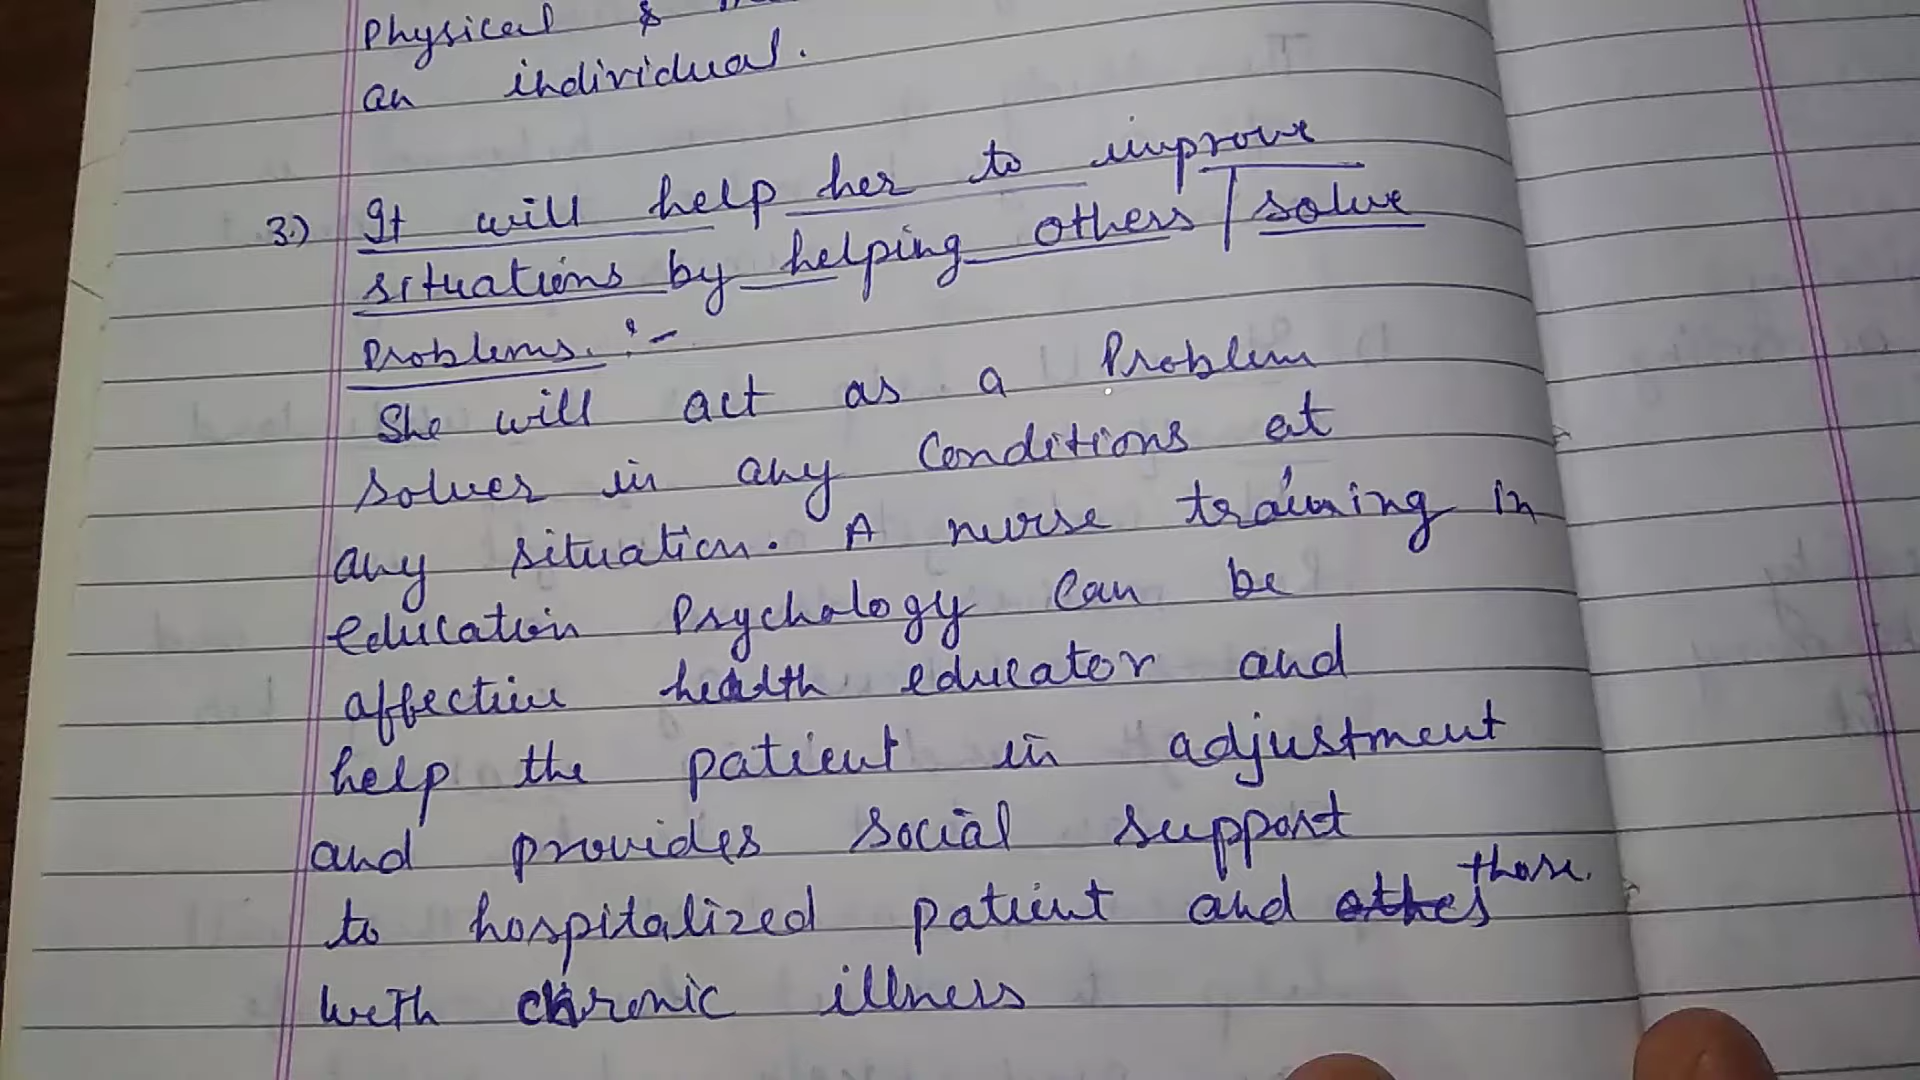 Physical &
an individual.
3.) It will help her to improve
situations by helping others / solve
Problems. :-
She will act as a Problem
solver in any Conditions at
any situation. A nurse training in
education Psychology can be
affective health educator and
help the patient in adjustment
and provides social support
to hospitalized patient and those.
with chronic illness